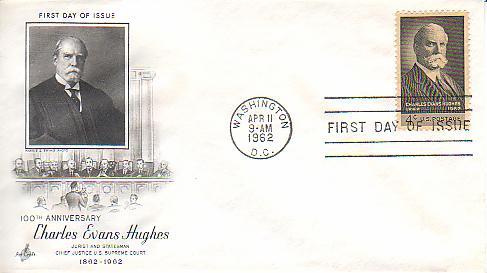 FIRST DAY OF ISSUE
100TH ANNIVERSARY
Charles Evans Hughes
JURIST AND STATESMAN
CHIEF JUSTICE U.S. SUPREME COURT
1862-1962
WASHINGTON
APR 11
9-AM
1962
D.C.
CHARLES EVANS HUGHES
4¢ U.S. POSTAGE
FIRST DAY OF ISSUE